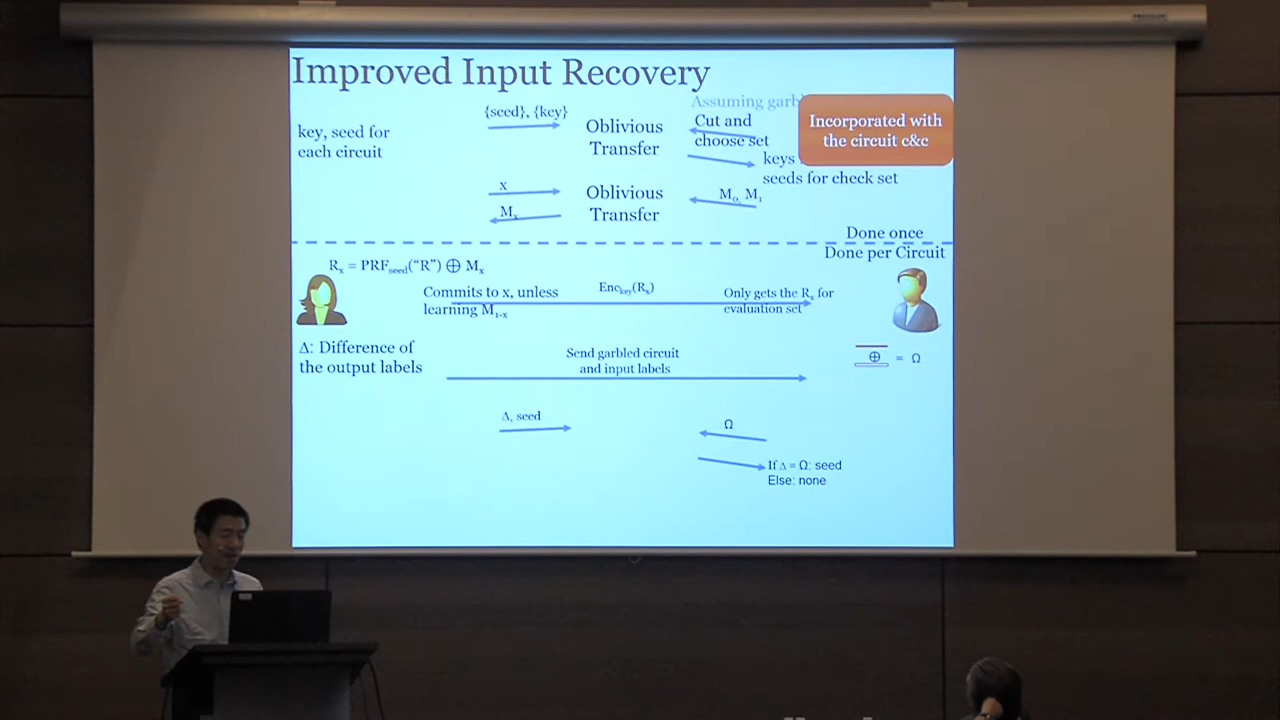 Improved Input Recovery
Assuming garbl
Incorporated with
the circuit c&c
{seed}, {key}
Cut and
choose set
key, seed for
each circuit
Oblivious
Transfer
keys
seeds for check set
x
Mx
Oblivious
Transfer
M₀, M₁
Done once
Done per Circuit
Rₓ = PRFseed("R") ⊕ Mₓ
Commits to x, unless
learning M₁₋ₓ
Enckey(Rₓ)
Only gets the Rₓ for
evaluation set
Δ: Difference of
the output labels
Send garbled circuit
and input labels
⊕ = Ω
Δ, seed
Ω
If Δ = Ω: seed
Else: none